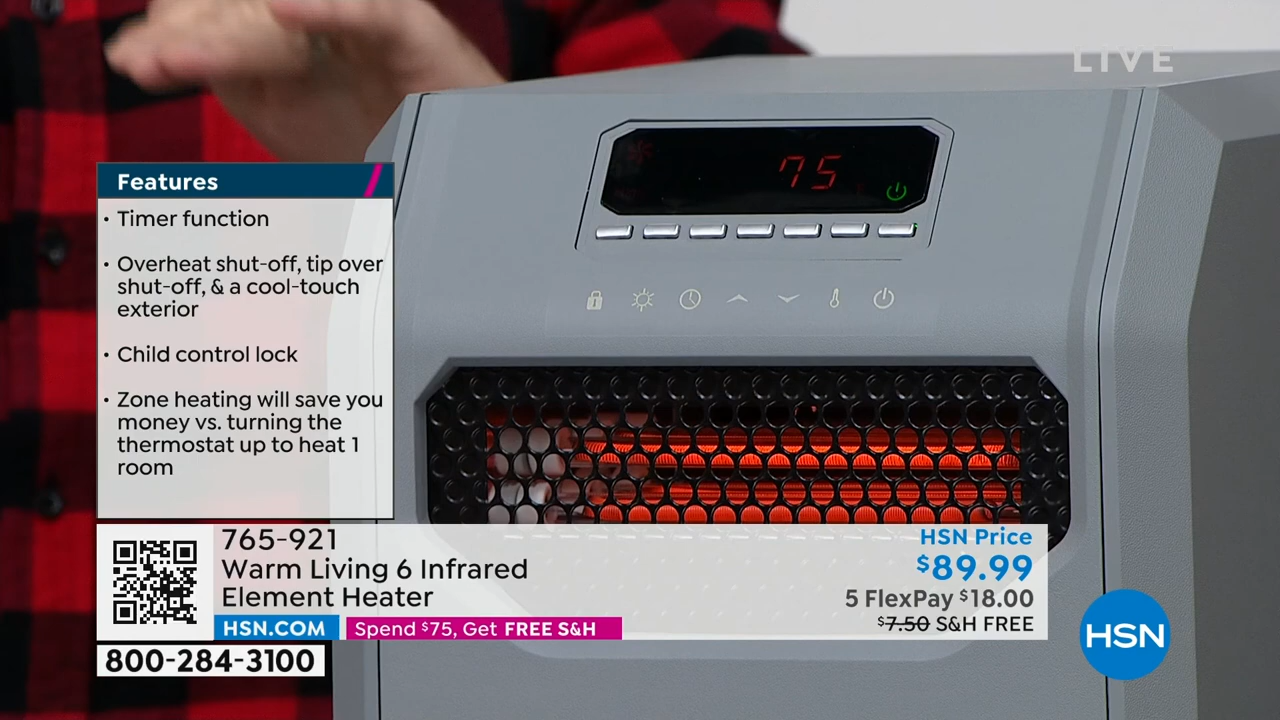 LIVE
75
Features
• Timer function
• Overheat shut-off, tip over
shut-off, & a cool-touch
exterior
• Child control lock
• Zone heating will save you
money vs. turning the
thermostat up to heat 1
room
765-921
Warm Living 6 Infrared
Element Heater
HSN.COM
Spend $75, Get FREE S&H
HSN Price
$89.99
5 FlexPay $18.00
$7.50 S&H FREE
800-284-3100
HSN